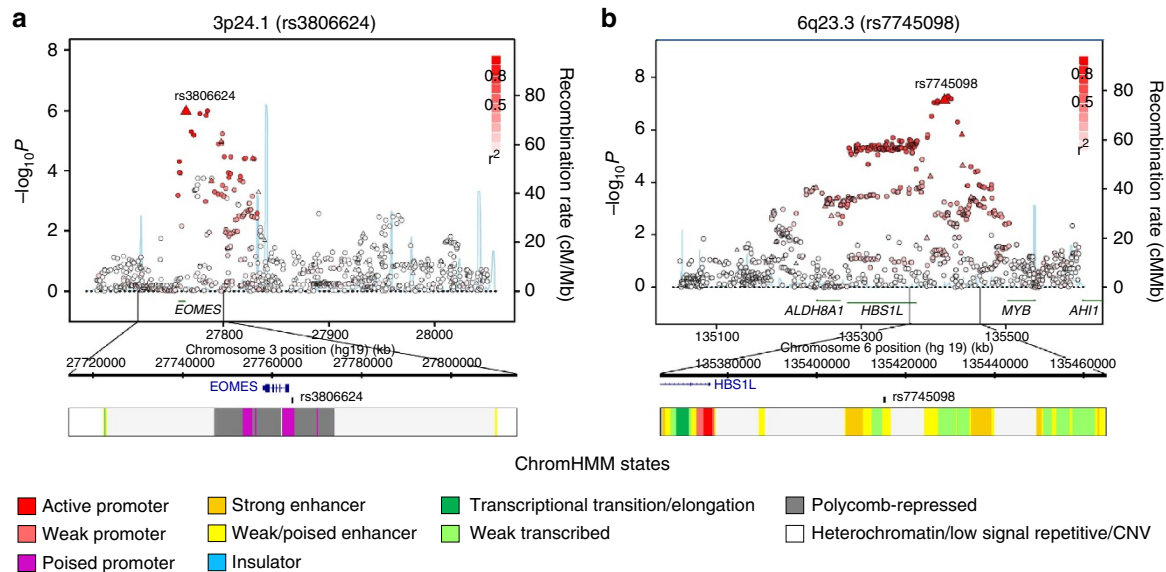 a
3p24.1 (rs3806624)
8
6
4
2
0
–log10P
rs3806624
0.8
0.5
r2
80
60
40
20
0
Recombination rate (cM/Mb)
EOMES
27800
27900
28000
Chromosome 3 position (hg19) (kb)
27720000
27740000
27760000
27780000
27800000
EOMES
rs3806624
b
6q23.3 (rs7745098)
8
6
4
2
0
–log10P
rs7745098
0.8
0.5
r2
80
60
40
20
0
Recombination rate (cMMb)
ALDH8A1
HBS1L
MYB
AHI1
135100
135300
135500
Chromosome 6 position (hg 19) (kb)
135380000
135400000
135420000
135440000
135460000
HBS1L
rs7745098
ChromHMM states
Active promoter
Strong enhancer
Transcriptional transition/elongation
Polycomb-repressed
Weak promoter
Weak/poised enhancer
Weak transcribed
Heterochromatin/low signal repetitive/CNV
Poised promoter
Insulator